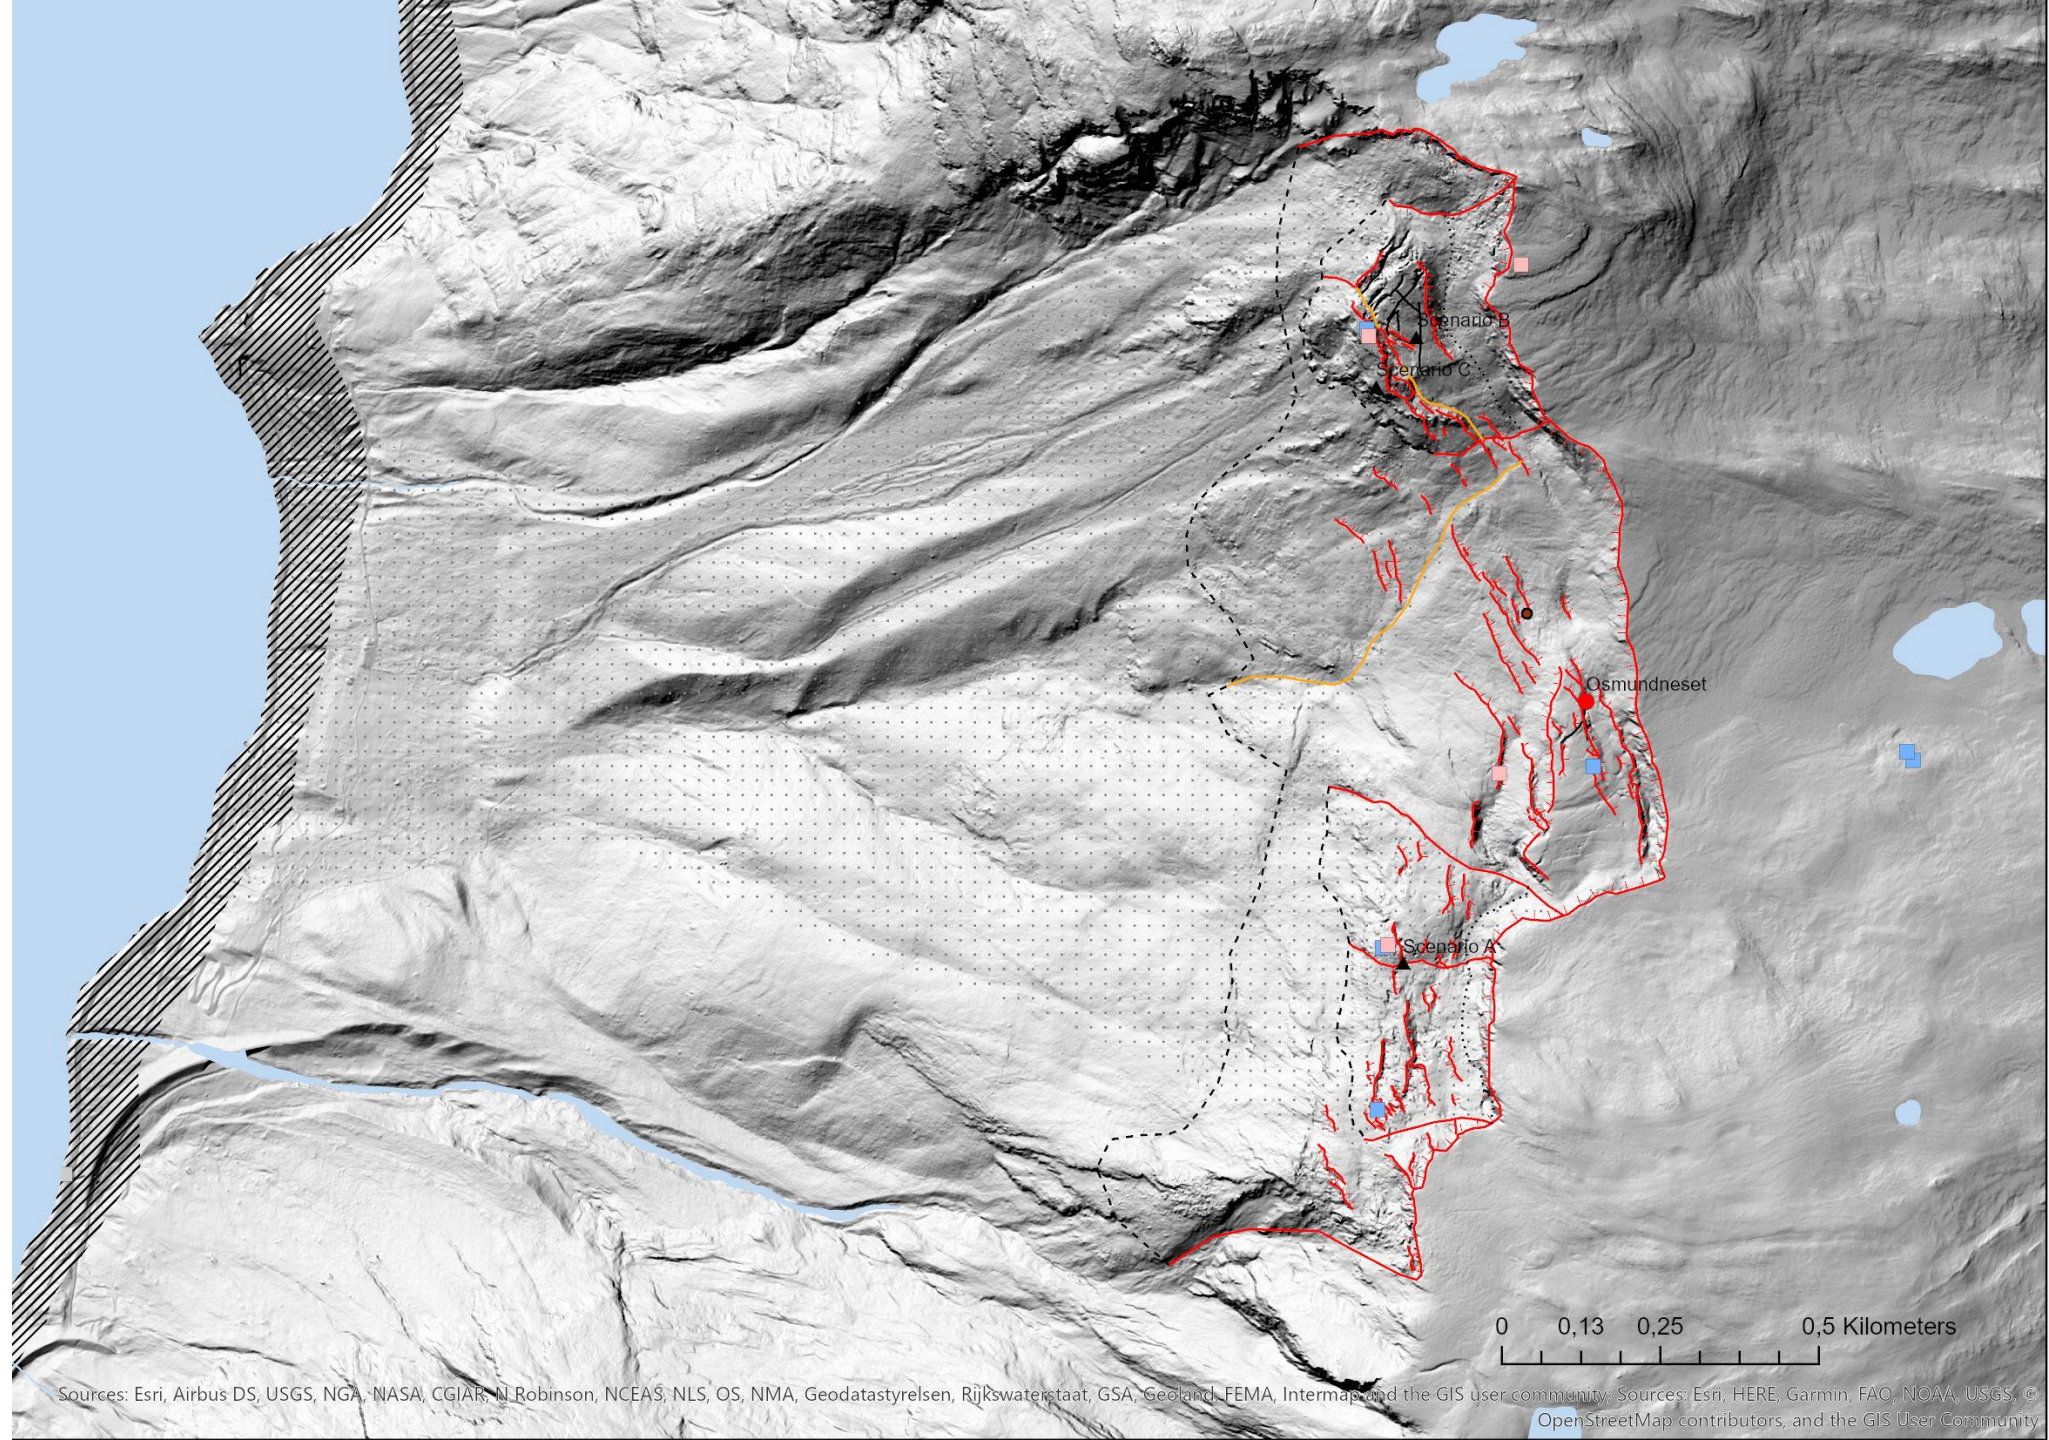 Scenario B
Scenario C
Osmundneset
Scenario A
0 0,13 0,25 0,5 Kilometers
Sources: Esri, Airbus DS, USGS, NGA, NASA, CGIAR, N Robinson, NCEAS, NLS, OS, NMA, Geodatastyrelsen, Rijkswaterstaat, GSA, Geoland, FEMA, Intermap and the GIS user community; Sources: Esri, HERE, Garmin, FAO, NOAA, USGS, ©
OpenStreetMap contributors, and the GIS User Community